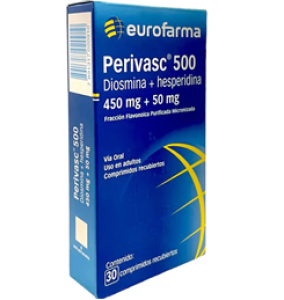 eurofarma
Perivasc® 500
Diosmina + hesperidina
450 mg + 50 mg
Fracción Flavonoica Purificada Micronizada
Vía Oral
Uso en adultos
Comprimidos recubiertos
Contenido:
30 comprimidos recubiertos
Perivasc® 500
Diosmina + hesperidina
450 mg + 50 mg